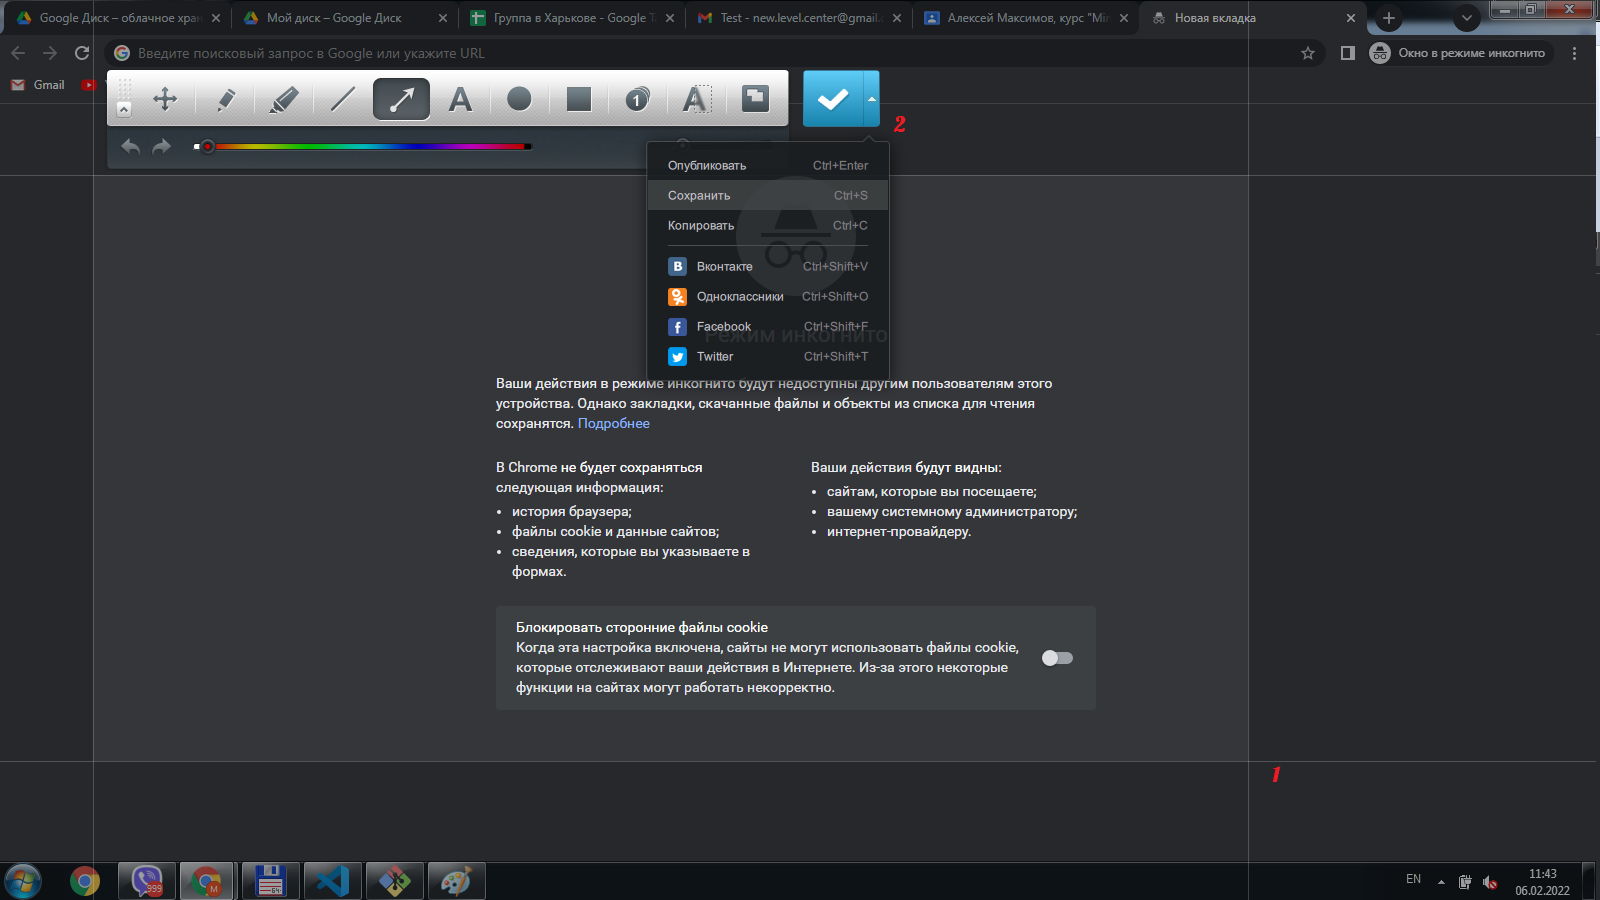 Google Диск – облачное хран
Мой диск – Google Диск
Группа в Харькове - Google Т
Test - new.level.center@gmail.
Алексей Максимов, курс "Min
Новая вкладка
Введите поисковый запрос в Google или укажите URL
Окно в режиме инкогнито
Gmail
A
1
A
2
Опубликовать Ctrl+Enter
Сохранить Ctrl+S
Копировать Ctrl+C
Вконтакте Ctrl+Shift+V
Одноклассники Ctrl+Shift+O
Facebook Ctrl+Shift+F
Режим инкогнито
Twitter Ctrl+Shift+T
Ваши действия в режиме инкогнито будут недоступны другим пользователям этого
устройства. Однако закладки, скачанные файлы и объекты из списка для чтения
сохранятся. Подробнее
В Chrome не будет сохраняться
следующая информация:
• история браузера;
• файлы cookie и данные сайтов;
• сведения, которые вы указываете в
формах.
Ваши действия будут видны:
• сайтам, которые вы посещаете;
• вашему системному администратору;
• интернет-провайдеру.
Блокировать сторонние файлы cookie
Когда эта настройка включена, сайты не могут использовать файлы cookie,
которые отслеживают ваши действия в Интернете. Из-за этого некоторые
функции на сайтах могут работать некорректно.
1
999
M
64
EN
11:43
06.02.2022